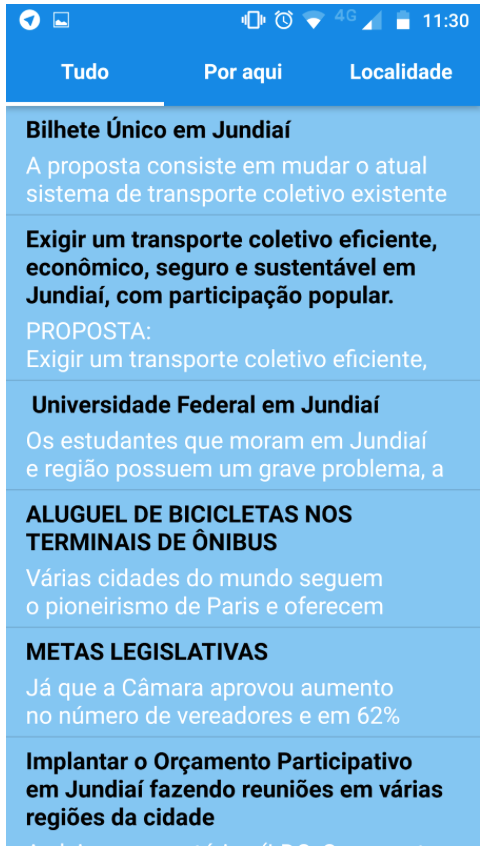 4G 11:30
Tudo Por aqui Localidade
Bilhete Único em Jundiaí
A proposta consiste em mudar o atual
sistema de transporte coletivo existente
Exigir um transporte coletivo eficiente,
econômico, seguro e sustentável em
Jundiaí, com participação popular.
PROPOSTA:
Exigir um transporte coletivo eficiente,
Universidade Federal em Jundiaí
Os estudantes que moram em Jundiaí
e região possuem um grave problema, a
ALUGUEL DE BICICLETAS NOS
TERMINAIS DE ÔNIBUS
Várias cidades do mundo seguem
o pioneirismo de Paris e oferecem
METAS LEGISLATIVAS
Já que a Câmara aprovou aumento
no número de vereadores e em 62%
Implantar o Orçamento Participativo
em Jundiaí fazendo reuniões em várias
regiões da cidade